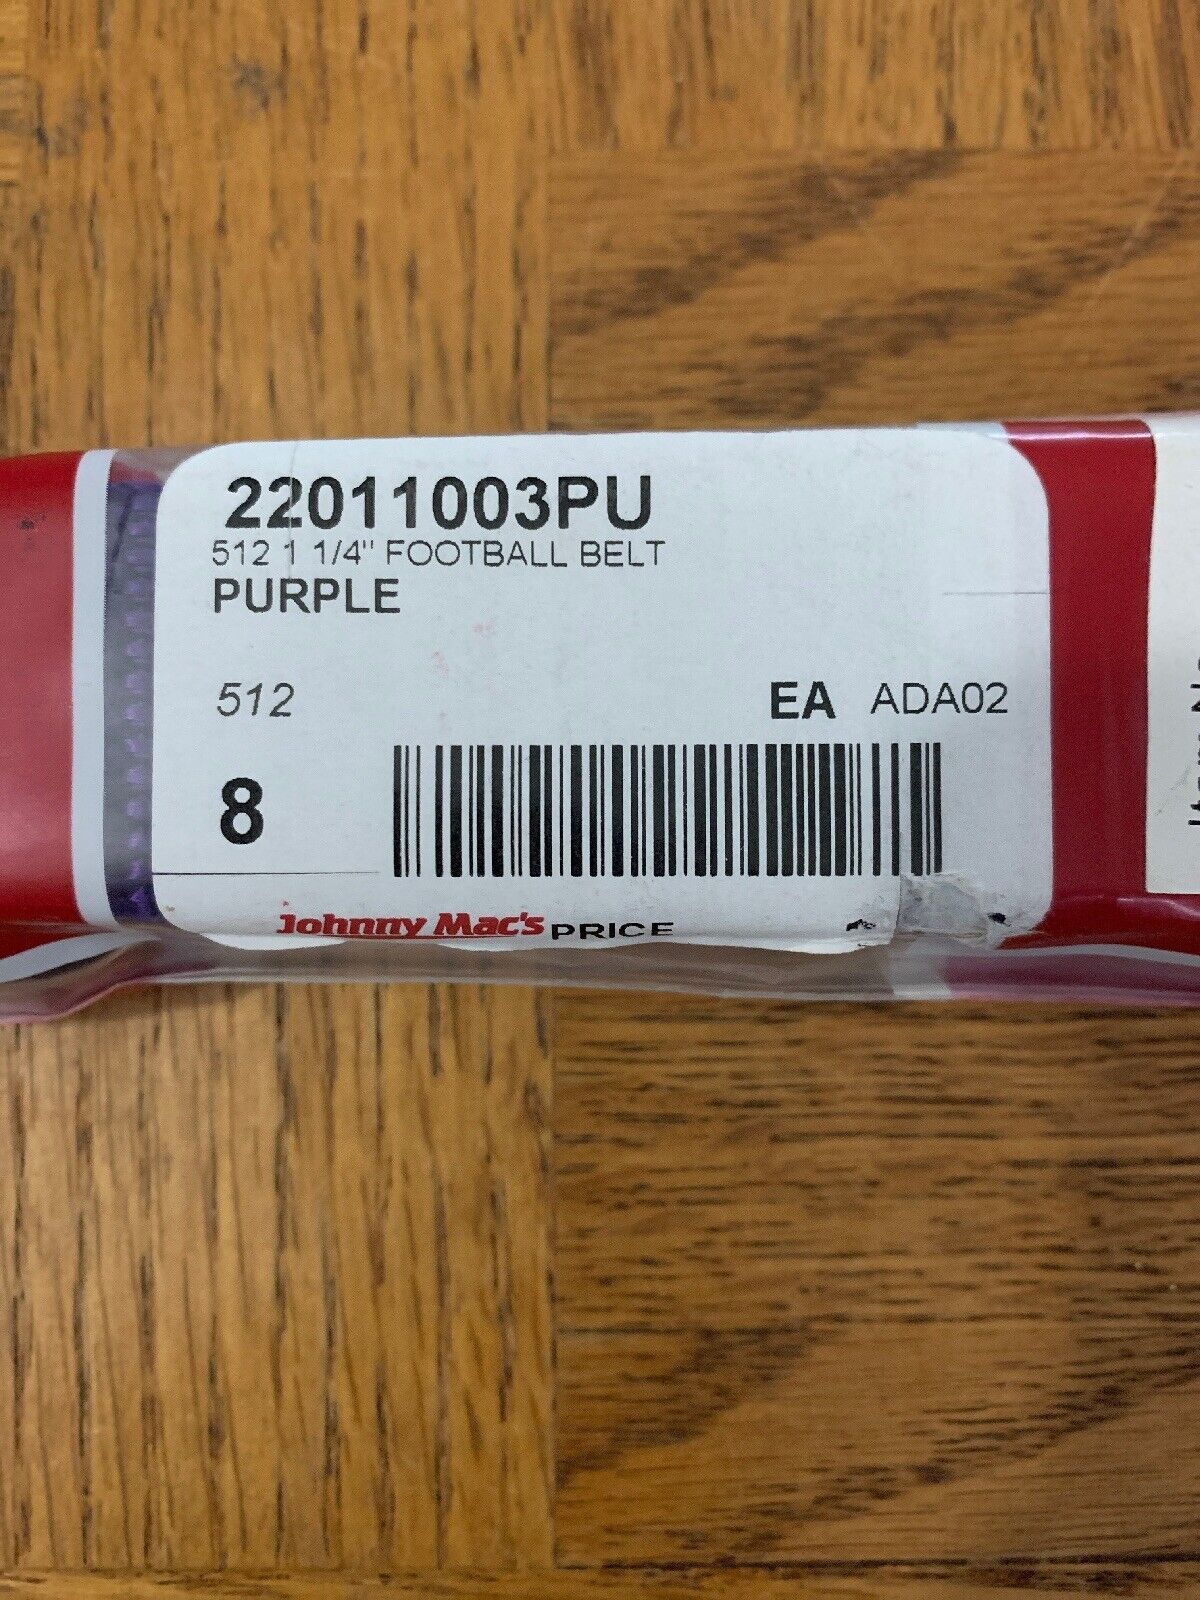 22011003PU
512 1 1/4" FOOTBALL BELT
PURPLE
512 EA ADA02
8
Johnny Mac's PRICE